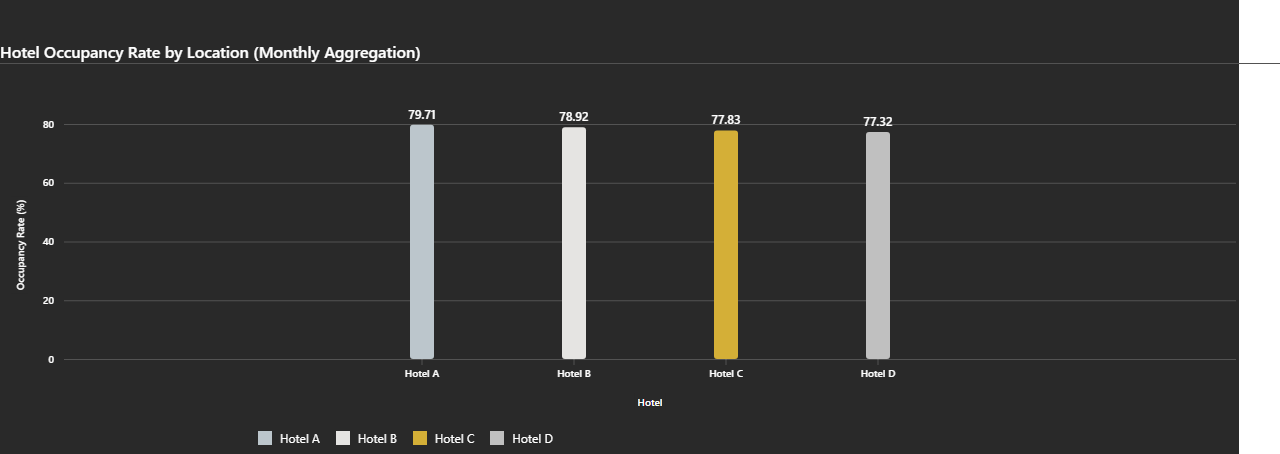 Hotel Occupancy Rate by Location (Monthly Aggregation)
79.71
78.92
77.83
77.32
80
60
40
20
0
Occupancy Rate (%)
Hotel A
Hotel B
Hotel C
Hotel D
Hotel
Hotel A
Hotel B
Hotel C
Hotel D